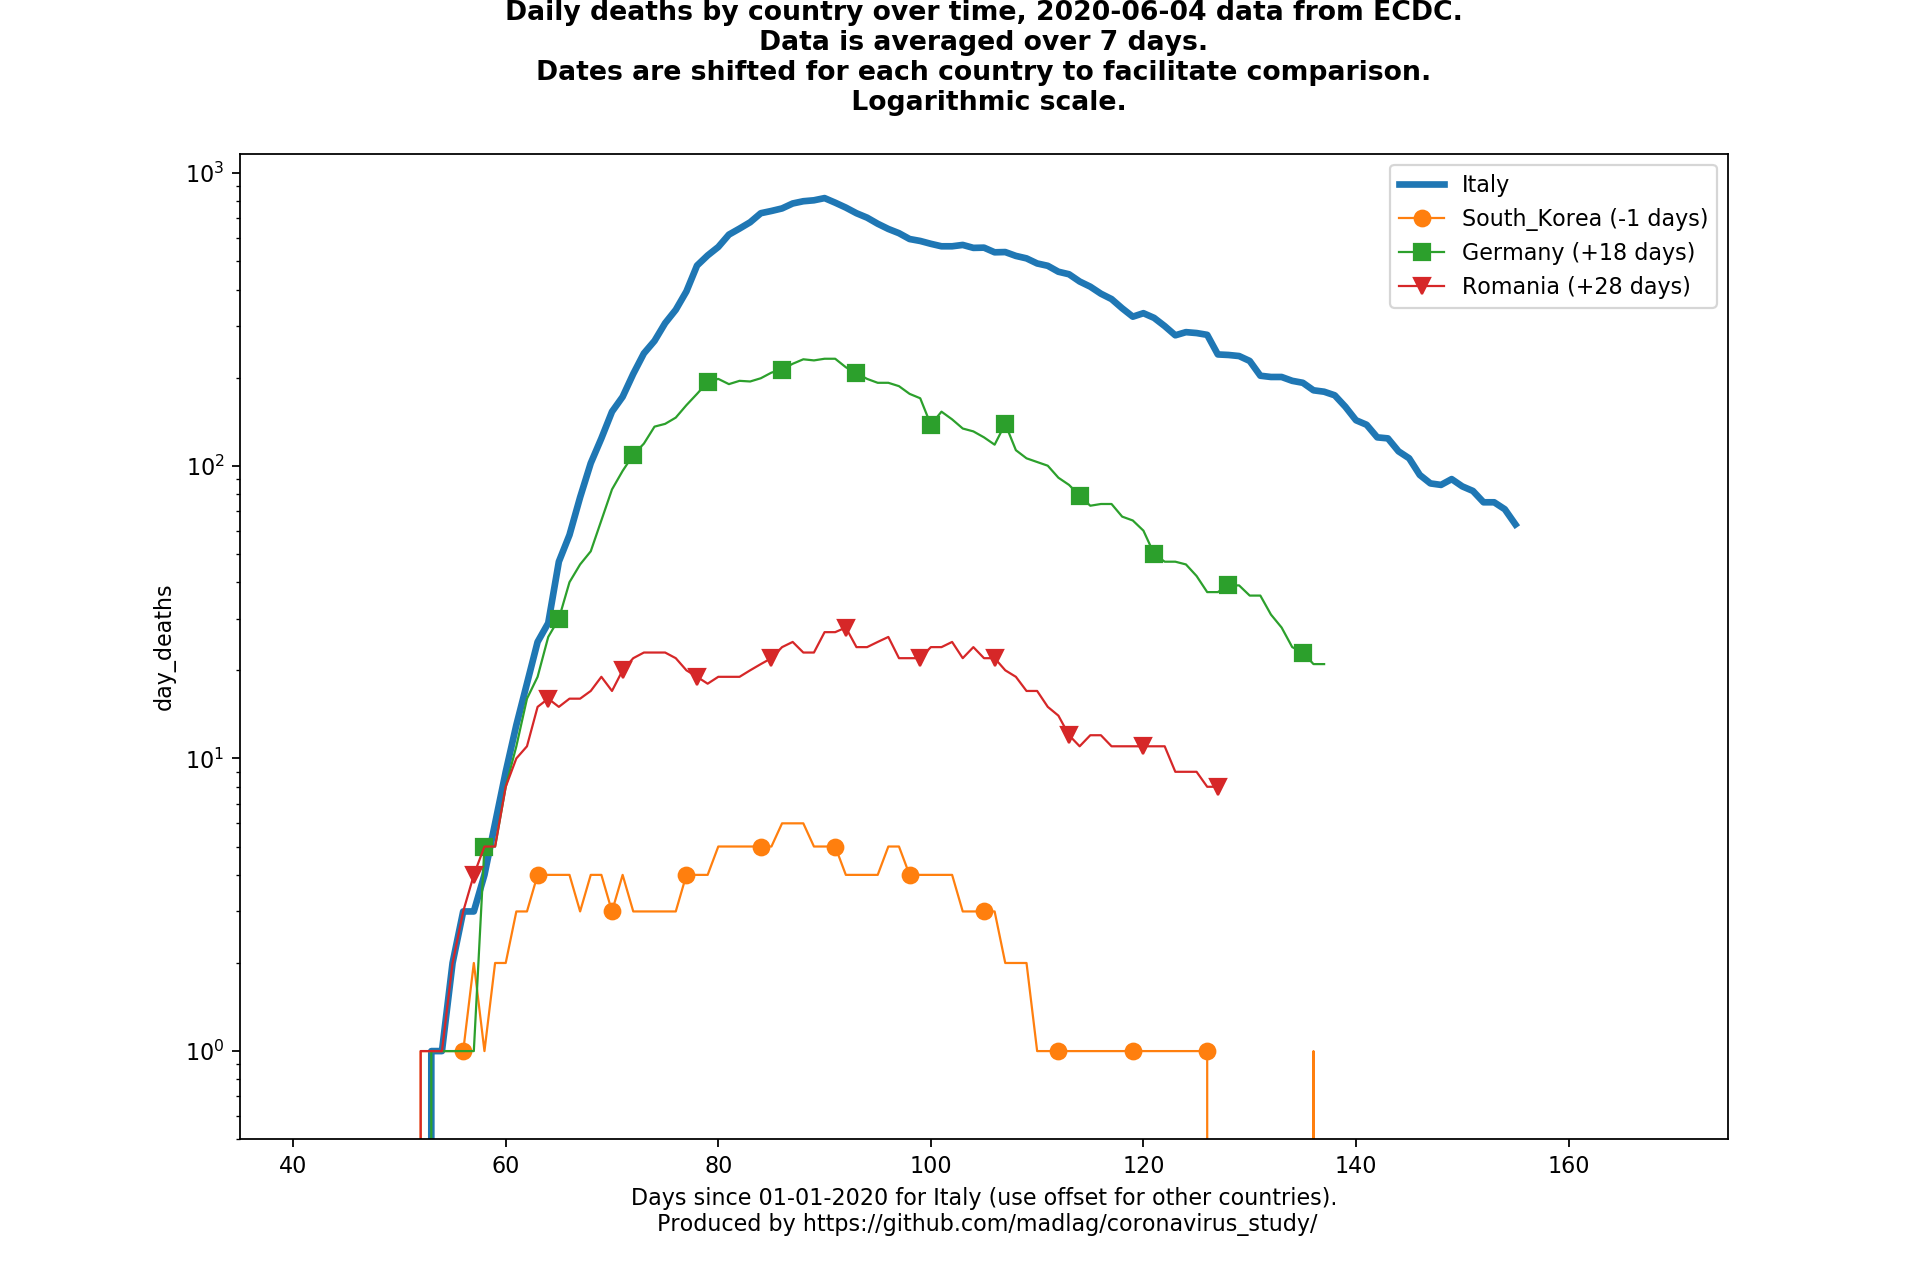 Daily deaths by country over time, 2020-06-04 data from ECDC.
Data is averaged over 7 days.
Dates are shifted for each country to facilitate comparison.
Logarithmic scale.
10³
10²
10¹
10⁰
day_deaths
Italy
South_Korea (-1 days)
Germany (+18 days)
Romania (+28 days)
40 60 80 100 120 140 160
Days since 01-01-2020 for Italy (use offset for other countries).
Produced by https://github.com/madlag/coronavirus_study/